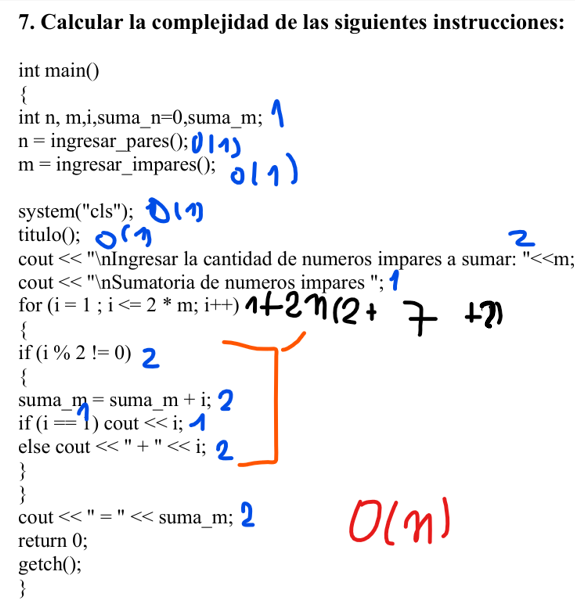 7. Calcular la complejidad de las siguientes instrucciones:
int main()
{
int n, m,i,suma_n=0,suma_m; 1
n = ingresar_pares(); O(1)
m = ingresar_impares(); O(1)
system("cls"); O(1)
titulo(); O(1)
2
cout << "\nIngresar la cantidad de numeros impares a sumar: "<<m;
cout << "\nSumatoria de numeros impares "; 1
for (i = 1 ; i <= 2 * m; i++) 1+2n(2+ 7 +2)
{
if (i % 2 != 0) 2
{
suma_m = suma_m + i; 2
if (i == 1) cout << i; 1
1
else cout << " + " << i; 2
}
}
cout << " = " << suma_m; 2
O(n)
return 0;
getch();
}